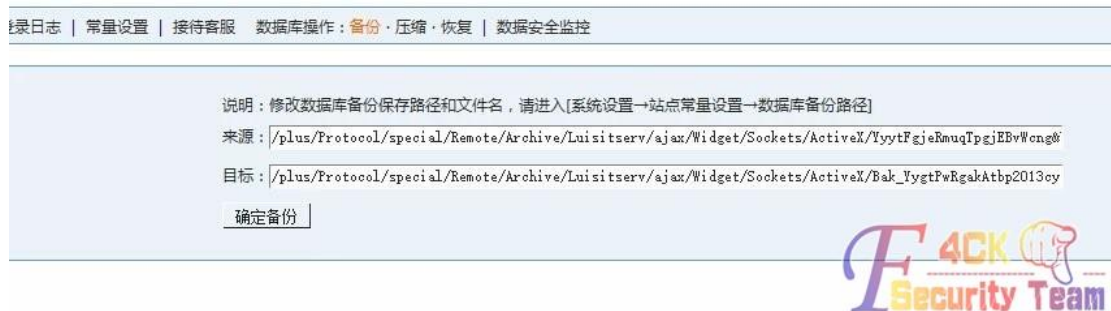 登录日志 | 常量设置 | 接待客服 数据库操作：备份·压缩·恢复 | 数据安全监控
说明：修改数据库备份保存路径和文件名，请进入[系统设置→站点常量设置→数据库备份路径]
来源：/plus/Protocol/special/Remote/Archive/Luisitserv/ajax/Widget/Sockets/ActiveX/VyytFgjeRmuqTpgjEBvWcng&
目标：/plus/Protocol/special/Remote/Archive/Luisitserv/ajax/Widget/Sockets/ActiveX/Bak_VygtPwRgakAtbp2013cy
确定备份
F4CK
Security Team